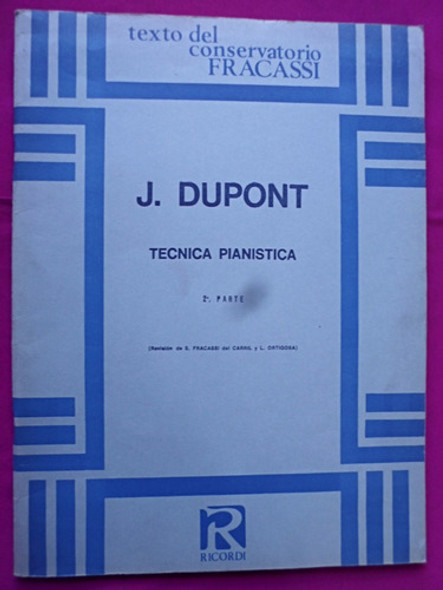 texto del
conservatorio
FRACASSI
J. DUPONT
TECNICA PIANISTICA
2ª. PARTE
(Revisión de S. FRACASSI del CARRIL y L. ORTIGOSA)
R
RICORDI